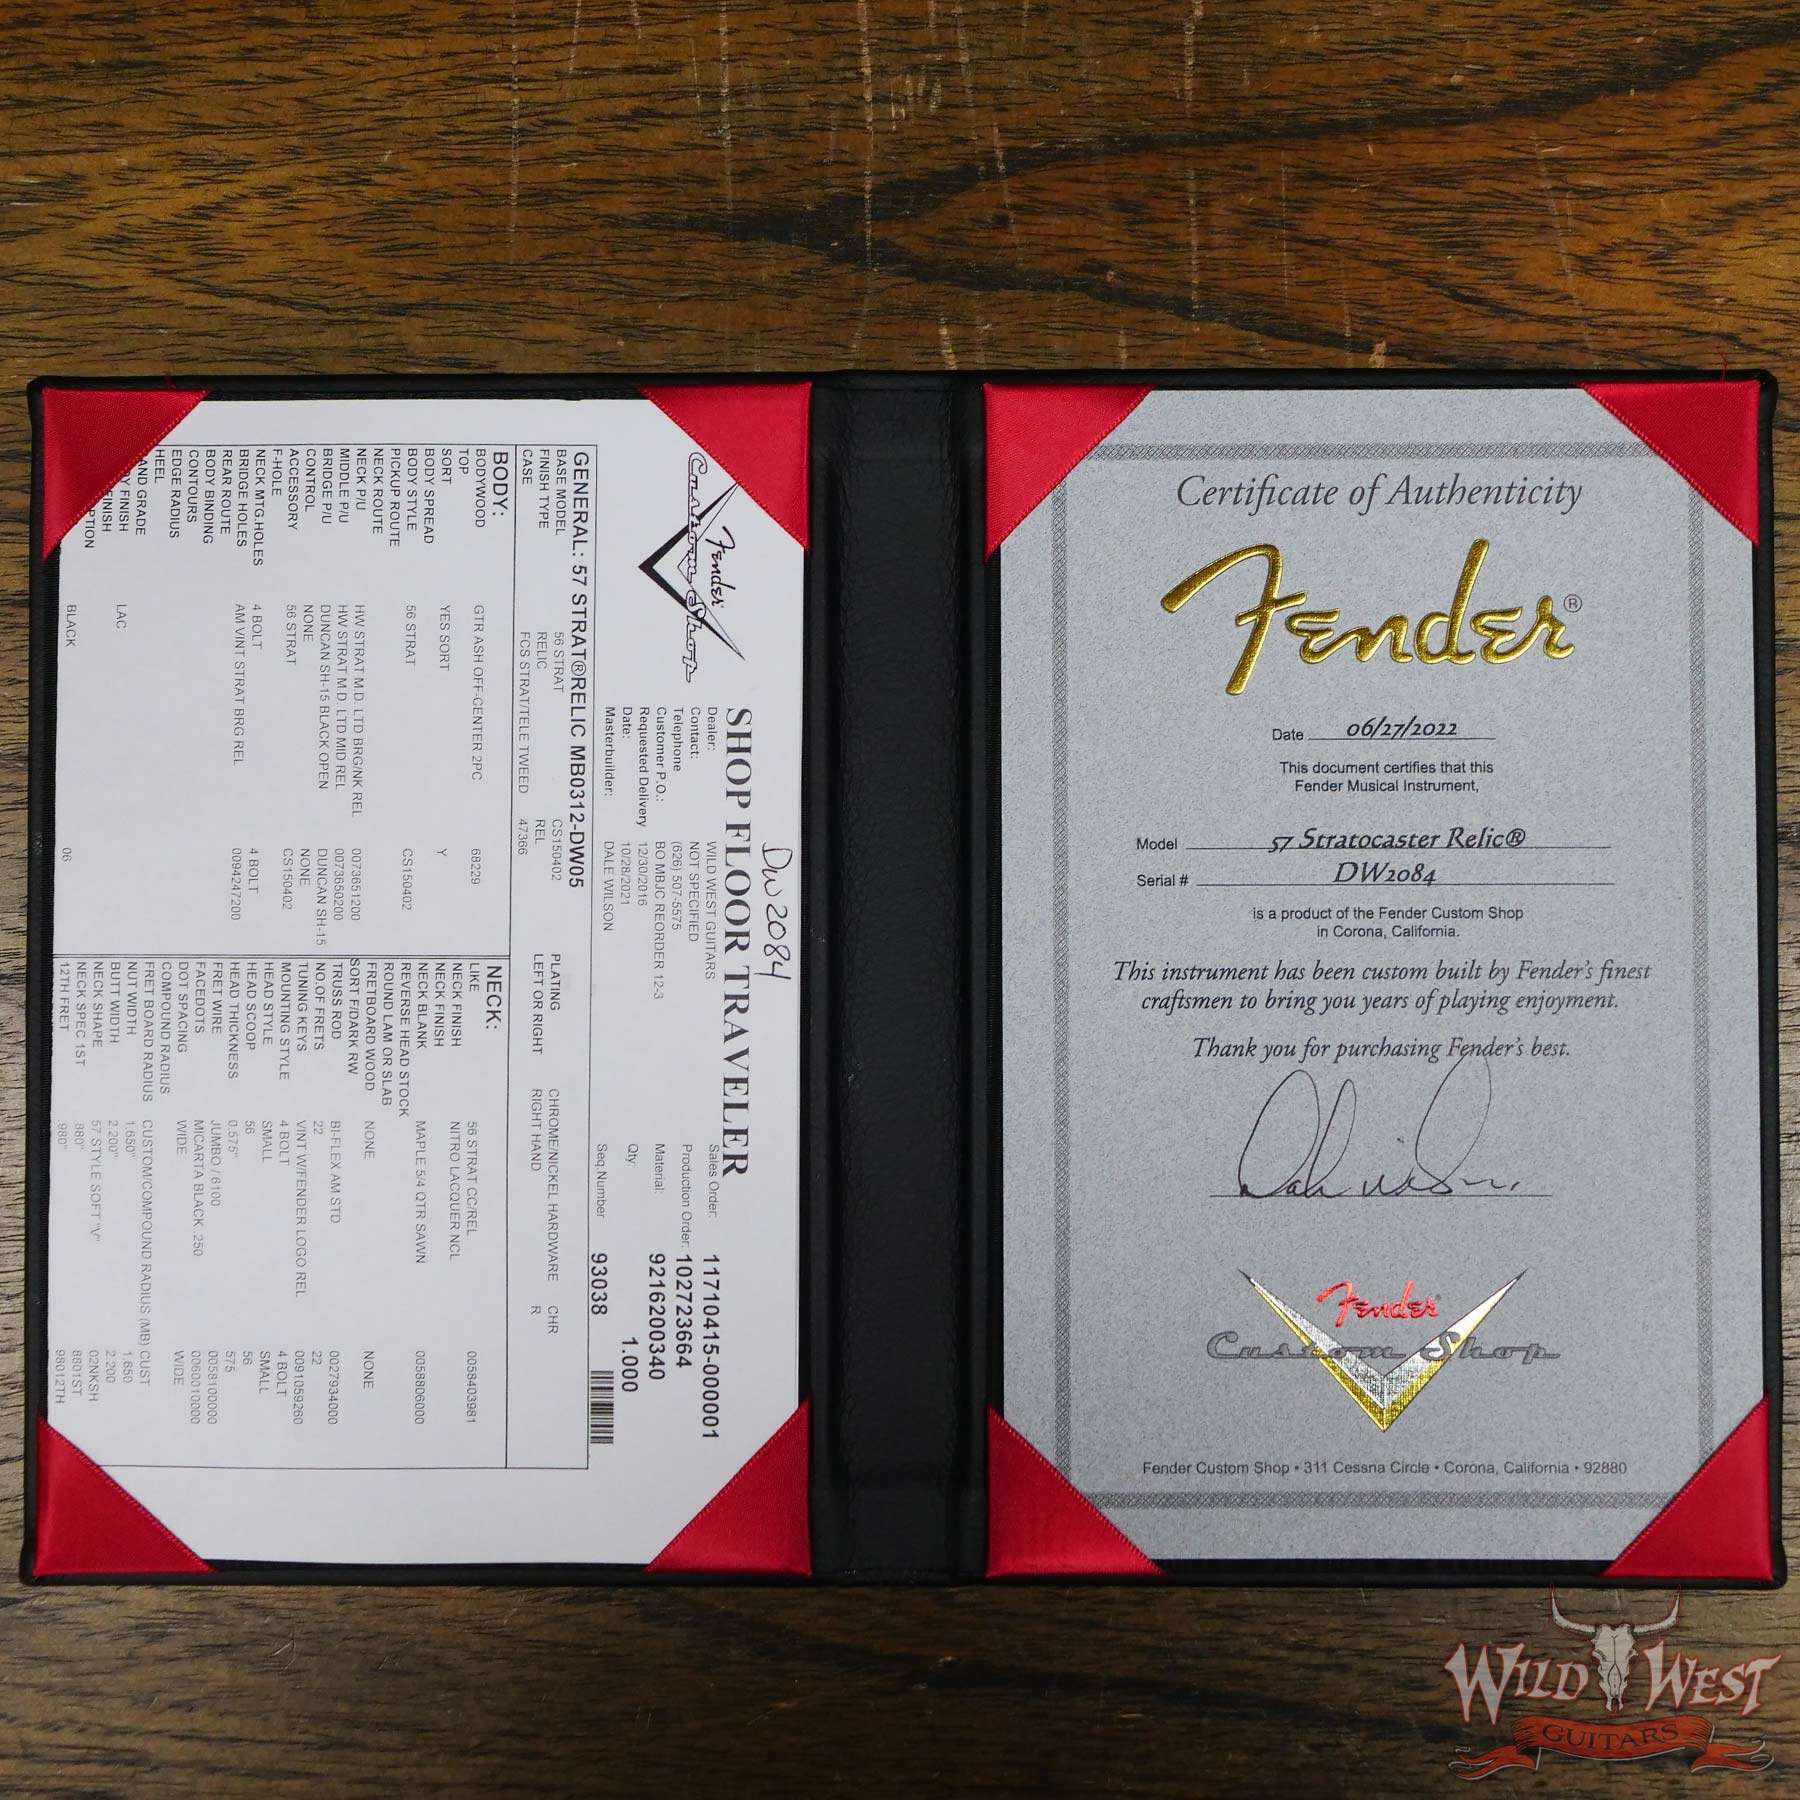 Fender
Custom Shop
DW2084
SHOP FLOOR TRAVELER
Dealer: WILD WEST GUITARS
Contact: NOT SPECIFIED
Telephone (626) 507-5575
Customer P.O.: BO MBJC REORDER 12-3
Requested Delivery 12/30/2016
Date: 10/28/2021
Masterbuilder: DALE WILSON
Sales Order: 117104415-000001
Production Order: 102723664
Material: 9216200340
Qty 1.000
Seq.Number 93038
GENERAL: 57 STRAT®RELIC MB0312-DW05
BASE MODEL 56 STRAT CS150402 PLATING CHROME/NICKEL HARDWARE CHR
FINISH TYPE RELIC REL LEFT OR RIGHT RIGHT HAND R
CASE FCS STRAT/TELE TWEED 47366
BODY:
BODYWOOD GTR ASH OFF-CENTER 2PC 68229
TOP
SORT YES SORT Y
BODY SPREAD
BODY STYLE 56 STRAT CS150402
PICKUP ROUTE
NECK ROUTE
NECK P/U HW STRAT M.D. LTD BRG/NK REL 0073651200
MIDDLE P/U HW STRAT M.D. LTD MID REL 0073650200
BRIDGE P/U DUNCAN SH-15 BLACK OPEN DUNCAN SH-15
CONTROL NONE NONE
ACCESSORY 56 STRAT CS150402
F-HOLE
NECK MTG.HOLES 4 BOLT 4 BOLT
BRIDGE HOLES AM VINT STRAT BRG REL 0094247200
REAR ROUTE
BODY BINDING
CONTOURS
EDGE RADIUS
HEEL
AND GRADE
Y FINISH LAC
FINISH
PTION BLACK 06
NECK:
LIKE 56 STRAT CC/REL 0058403981
NECK FINISH NITRO LACQUER NCL
NECK FINISH
NECK BLANK MAPLE 5/4 QTR SAWN 0058806000
REVERSE HEAD STOCK
ROUND LAM OR SLAB
FRETBOARD WOOD NONE NONE
SORT F/DARK RW
TRUSS ROD BI-FLEX AM STD 0027934000
NO.OF FRETS 22 22
TUNING KEYS VINT W/FENDER LOGO REL 0091059260
MOUNTING STYLE 4 BOLT 4 BOLT
HEAD STYLE SMALL SMALL
HEAD SCOOP 56 56
HEAD THICKNESS 0.575" 575
FRET WIRE JUMBO / 6100 0058100000
FACEDOTS MICARTA BLACK .250 0060010000
DOT SPACING WIDE WIDE
COMPOUND RADIUS
FRET BOARD RADIUS CUSTOM/COMPOUND RADIUS (MB) CUST
NUT WIDTH 1.650" 1.650
BUTT WIDTH 2.200" 2.200
NECK SHAPE 57 STYLE SOFT "V" 02NKSH
NECK SPEC 1ST .880" 8801ST
12TH FRET .980" 98012TH
Certificate of Authenticity
Fender®
Date 06/27/2022
This document certifies that this
Fender Musical Instrument,
Model 57 Stratocaster Relic®
Serial # DW2084
is a product of the Fender Custom Shop
in Corona, California.
This instrument has been custom built by Fender's finest
craftsmen to bring you years of playing enjoyment.
Thank you for purchasing Fender's best.
Fender
Custom Shop
Fender Custom Shop • 311 Cessna Circle • Corona, California • 92880
WILD WEST
GUITARS